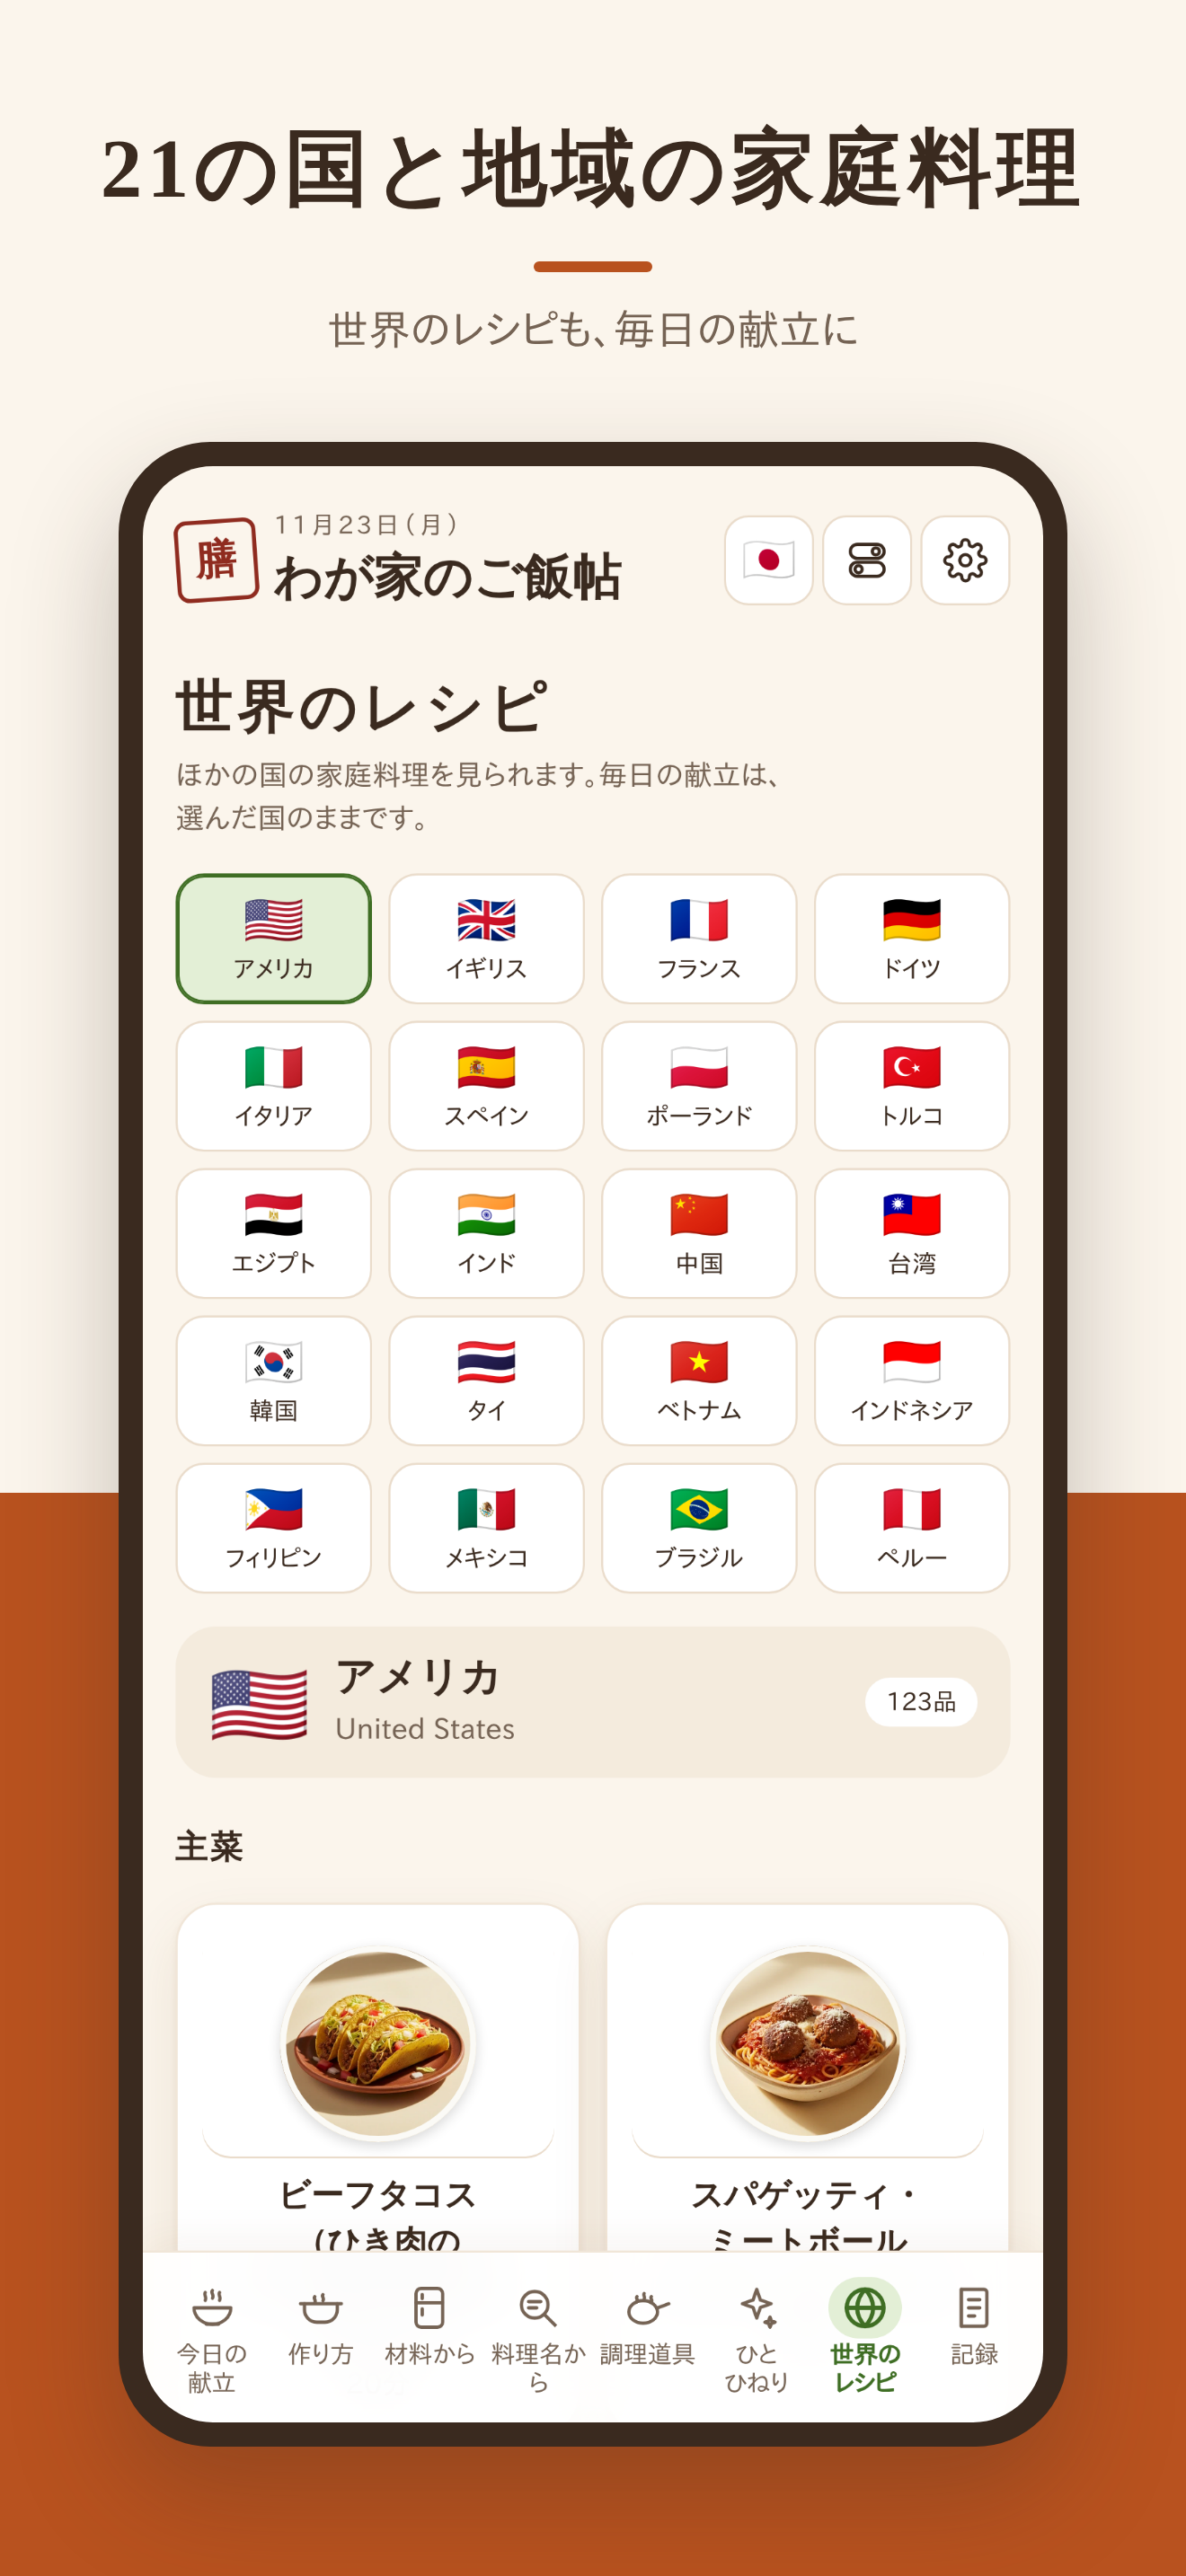 21の国と地域の家庭料理
世界のレシピも、毎日の献立に
膳
11月23日(月)
わが家のご飯帖
世界のレシピ
ほかの国の家庭料理を見られます。毎日の献立は、
選んだ国のままです。
アメリカ
イギリス
フランス
ドイツ
イタリア
スペイン
ポーランド
トルコ
エジプト
インド
中国
台湾
韓国
タイ
ベトナム
インドネシア
フィリピン
メキシコ
ブラジル
ペルー
アメリカ
United States
123品
主菜
ビーフタコス
(ひき肉の
スパゲッティ・
ミートボール
今日の
献立
作り方
材料から
料理名か
ら
調理道具
ひと
ひねり
世界の
レシピ
記録